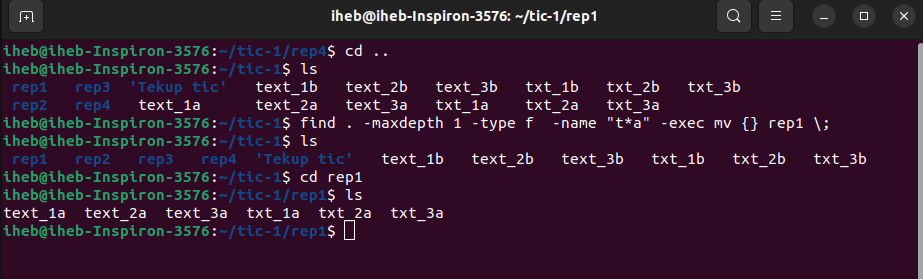 iheb@iheb-Inspiron-3576: ~/tic-1/rep1
iheb@iheb-Inspiron-3576:~/tic-1/rep4$ cd ..
iheb@iheb-Inspiron-3576:~/tic-1$ ls
rep1 rep3 'Tekup tic' text_1b text_2b text_3b txt_1b txt_2b txt_3b
rep2 rep4 text_1a text_2a text_3a txt_1a txt_2a txt_3a
iheb@iheb-Inspiron-3576:~/tic-1$ find . -maxdepth 1 -type f  -name "t*a" -exec mv {} rep1 \;
iheb@iheb-Inspiron-3576:~/tic-1$ ls
rep1 rep2 rep3 rep4 'Tekup tic' text_1b text_2b text_3b txt_1b txt_2b txt_3b
iheb@iheb-Inspiron-3576:~/tic-1$ cd rep1
iheb@iheb-Inspiron-3576:~/tic-1/rep1$ ls
text_1a text_2a text_3a txt_1a txt_2a txt_3a
iheb@iheb-Inspiron-3576:~/tic-1/rep1$